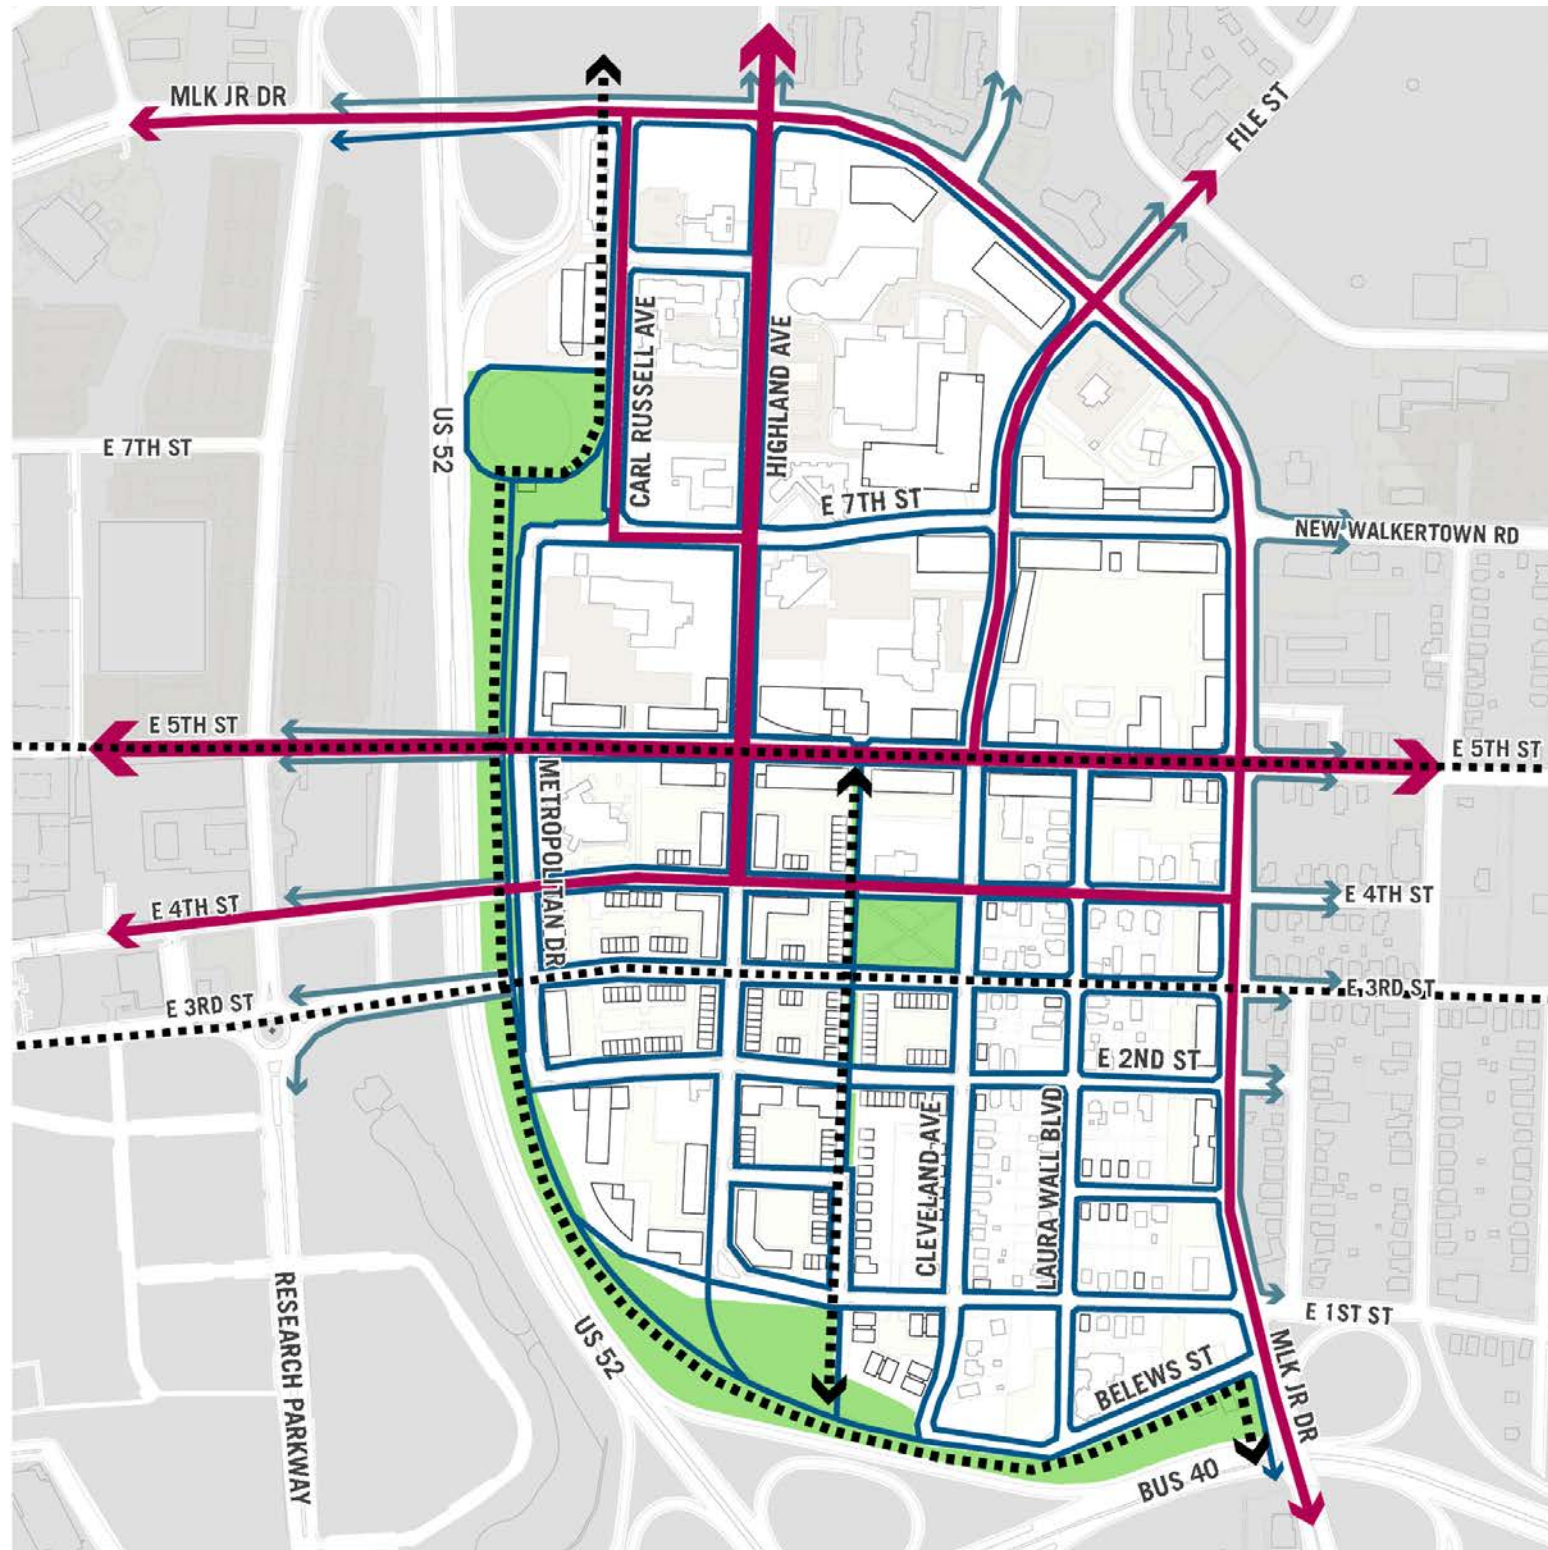 MLK JR DR
FILE ST
CARL RUSSELL AVE
HIGHLAND AVE
US 52
E 7TH ST
E 7TH ST
NEW WALKERTOWN RD
E 5TH ST
E 5TH ST
METROPOLITAN DR
E 4TH ST
E 4TH ST
E 3RD ST
E 3RD ST
E 2ND ST
CLEVELAND AVE
LAURA WALL BLVD
RESEARCH PARKWAY
US 52
E 1ST ST
BELEWS ST
MLK JR DR
BUS 40